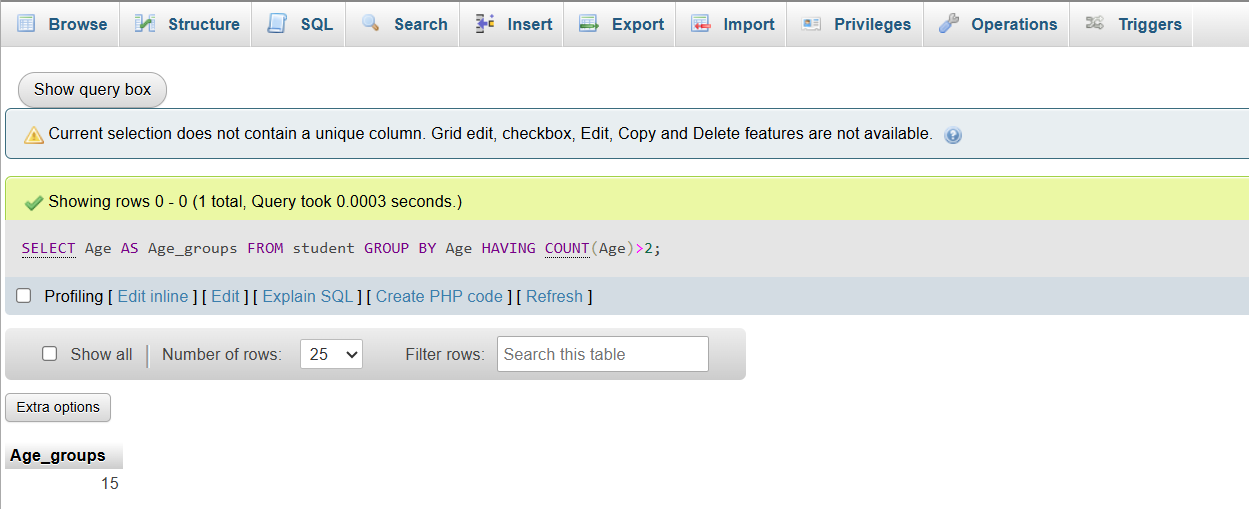 Browse Structure SQL Search Insert Export Import Privileges Operations Triggers
Show query box
Current selection does not contain a unique column. Grid edit, checkbox, Edit, Copy and Delete features are not available.
Showing rows 0 - 0 (1 total, Query took 0.0003 seconds.)
SELECT Age AS Age_groups FROM student GROUP BY Age HAVING COUNT(Age)>2;
Profiling [ Edit inline ] [ Edit ] [ Explain SQL ] [ Create PHP code ] [ Refresh ]
Show all | Number of rows: 25 Filter rows: Search this table
Extra options
Age_groups
15